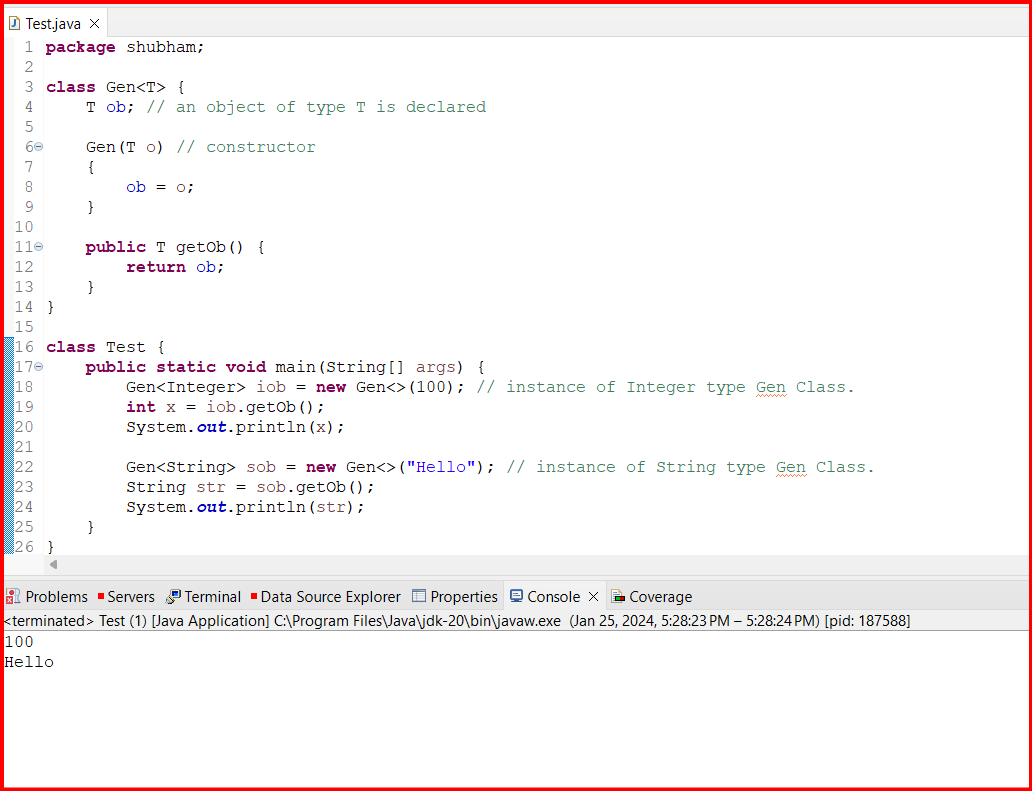 Test.java
1 package shubham;
2
3 class Gen<T> {
4     T ob; // an object of type T is declared
5
6     Gen(T o) // constructor
7     {
8         ob = o;
9     }
10
11     public T getOb() {
12         return ob;
13     }
14 }
15
16 class Test {
17     public static void main(String[] args) {
18         Gen<Integer> iob = new Gen<>(100); // instance of Integer type Gen Class.
19         int x = iob.getOb();
20         System.out.println(x);
21
22         Gen<String> sob = new Gen<>("Hello"); // instance of String type Gen Class.
23         String str = sob.getOb();
24         System.out.println(str);
25     }
26 }
Problems Servers Terminal Data Source Explorer Properties Console Coverage
<terminated> Test (1) [Java Application] C:\Program Files\Java\jdk-20\bin\javaw.exe (Jan 25, 2024, 5:28:23 PM – 5:28:24 PM) [pid: 187588]
100
Hello